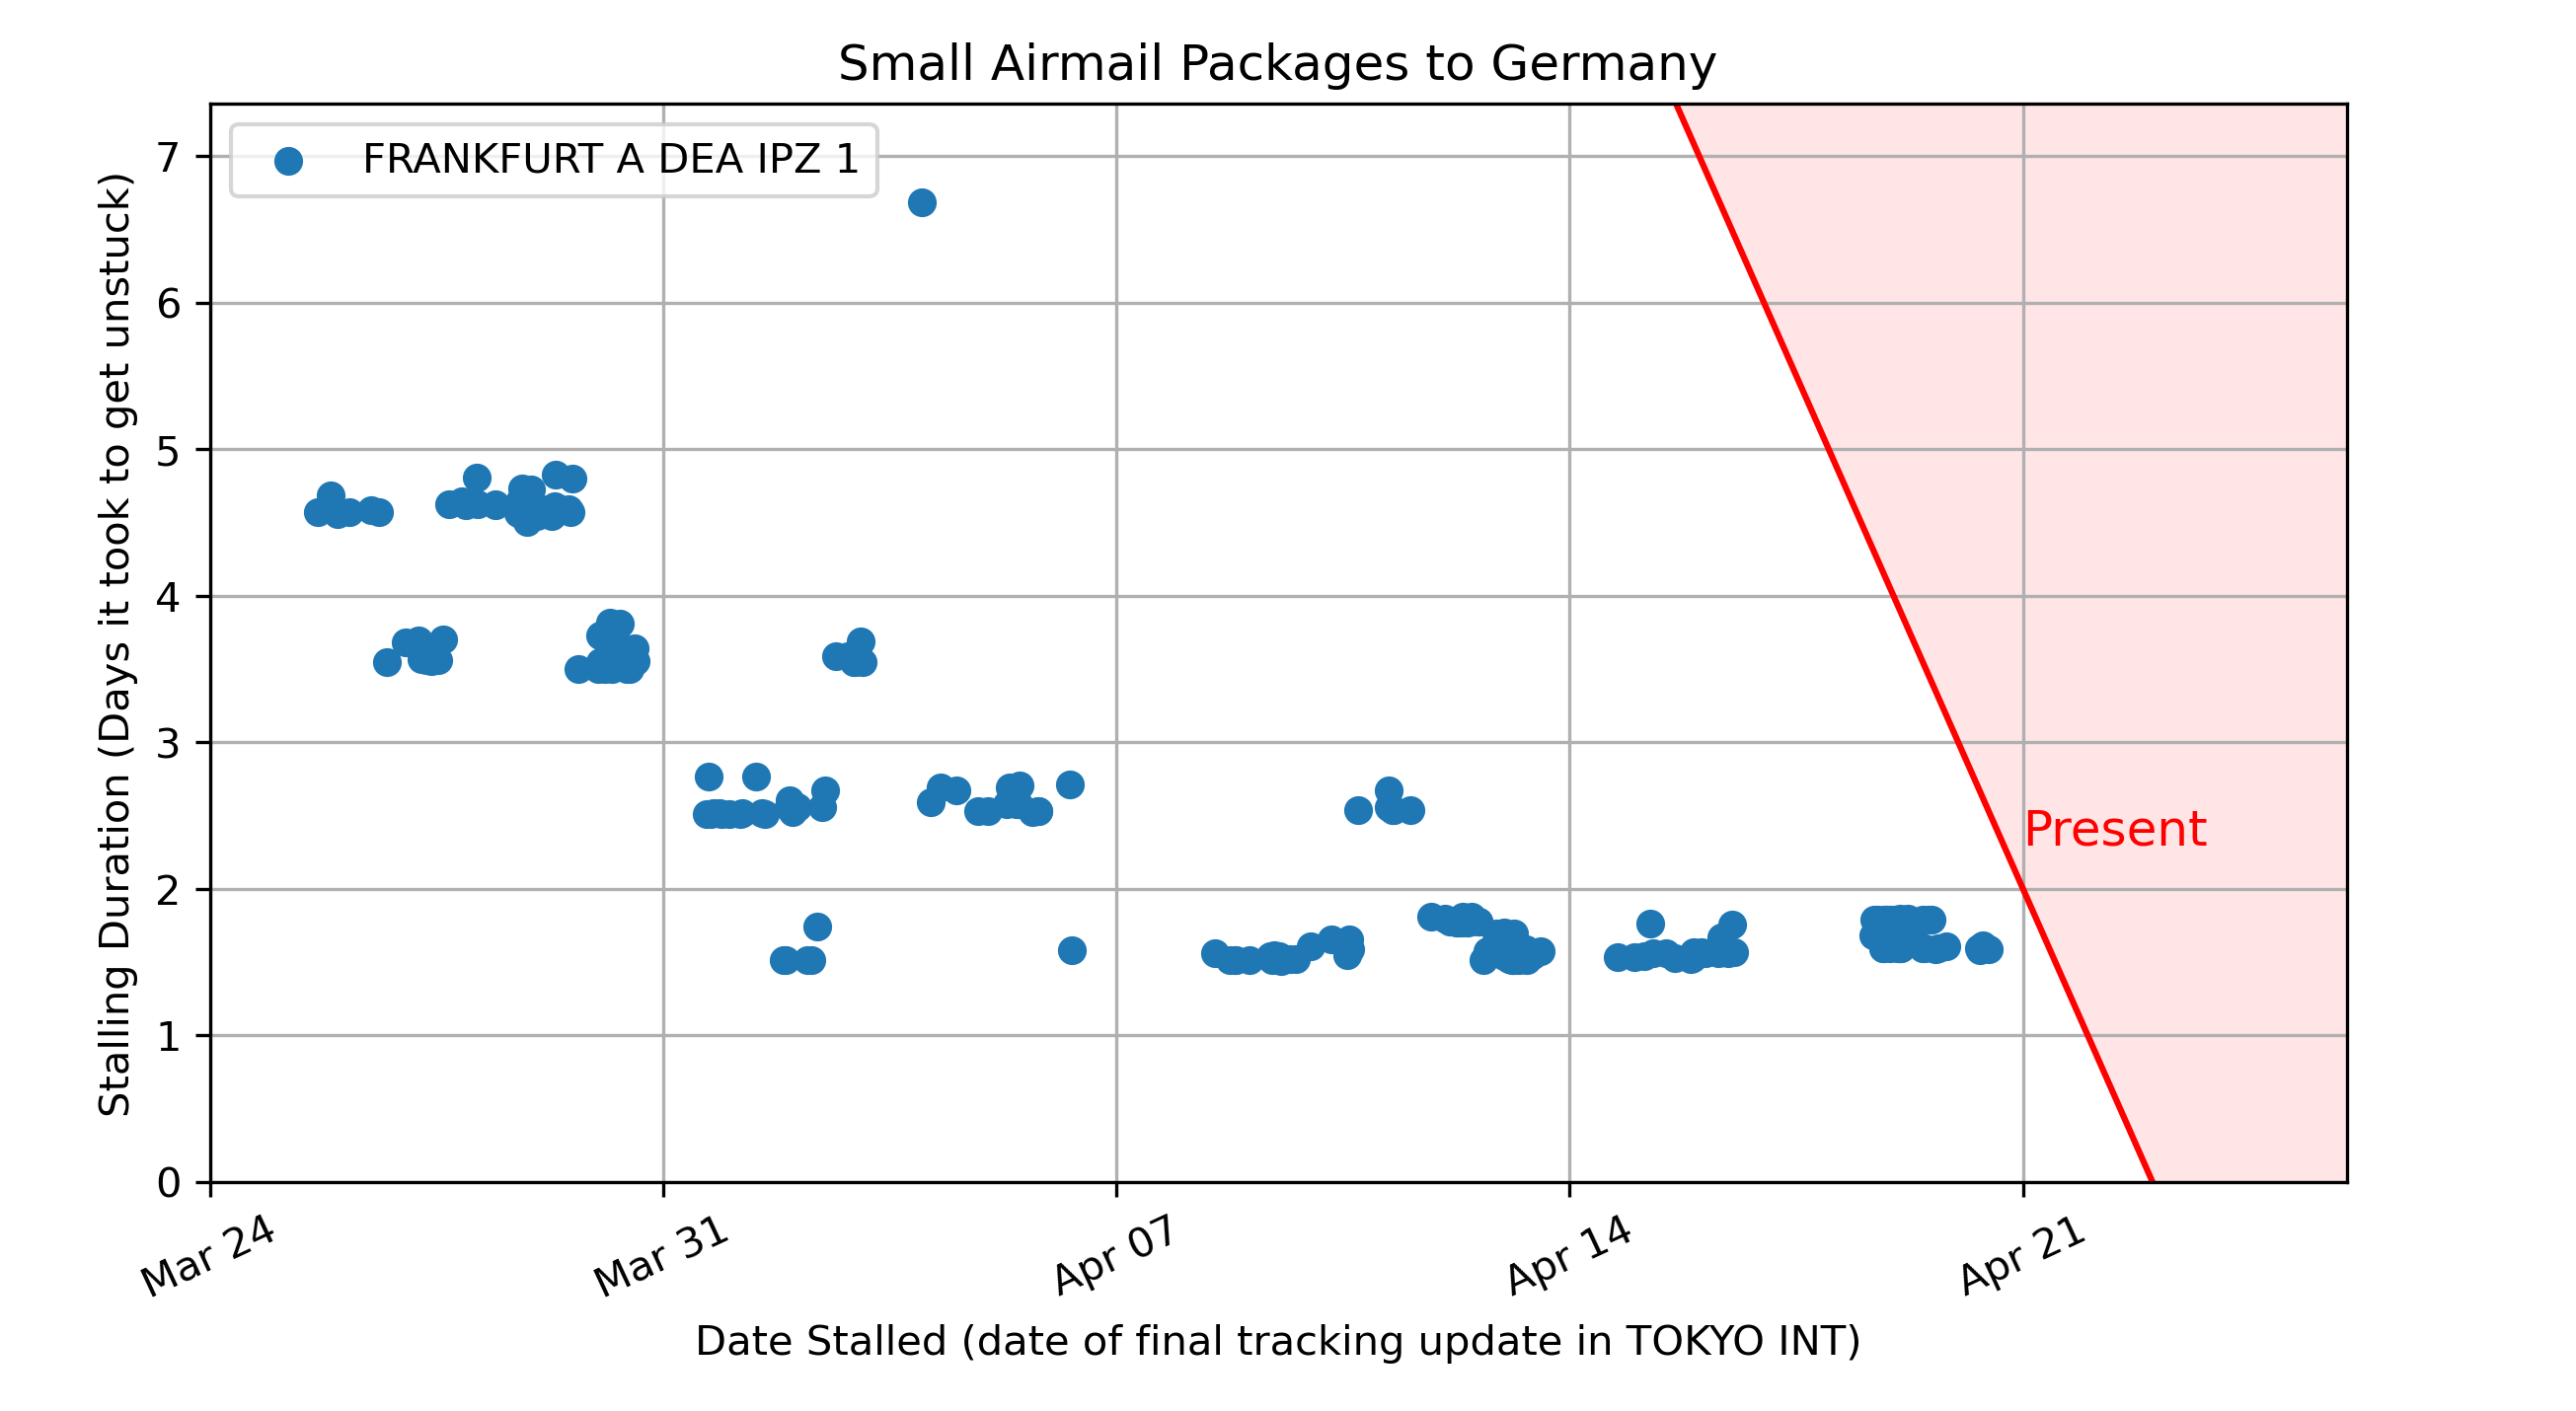 Small Airmail Packages to Germany
FRANKFURT A DEA IPZ 1
Stalling Duration (Days it took to get unstuck)
7
6
5
4
3
2
1
0
Present
Mar 24
Mar 31
Apr 07
Apr 14
Apr 21
Date Stalled (date of final tracking update in TOKYO INT)